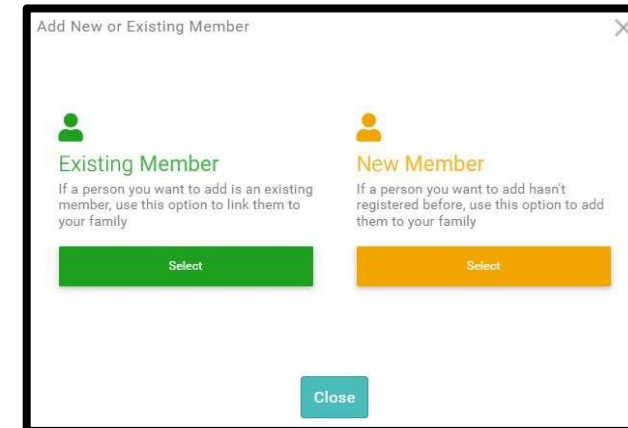 Add New or Existing Member
Existing Member
If a person you want to add is an existing
member, use this option to link them to
your family
Select
New Member
If a person you want to add hasn't
registered before, use this option to add
them to your family
Select
Close